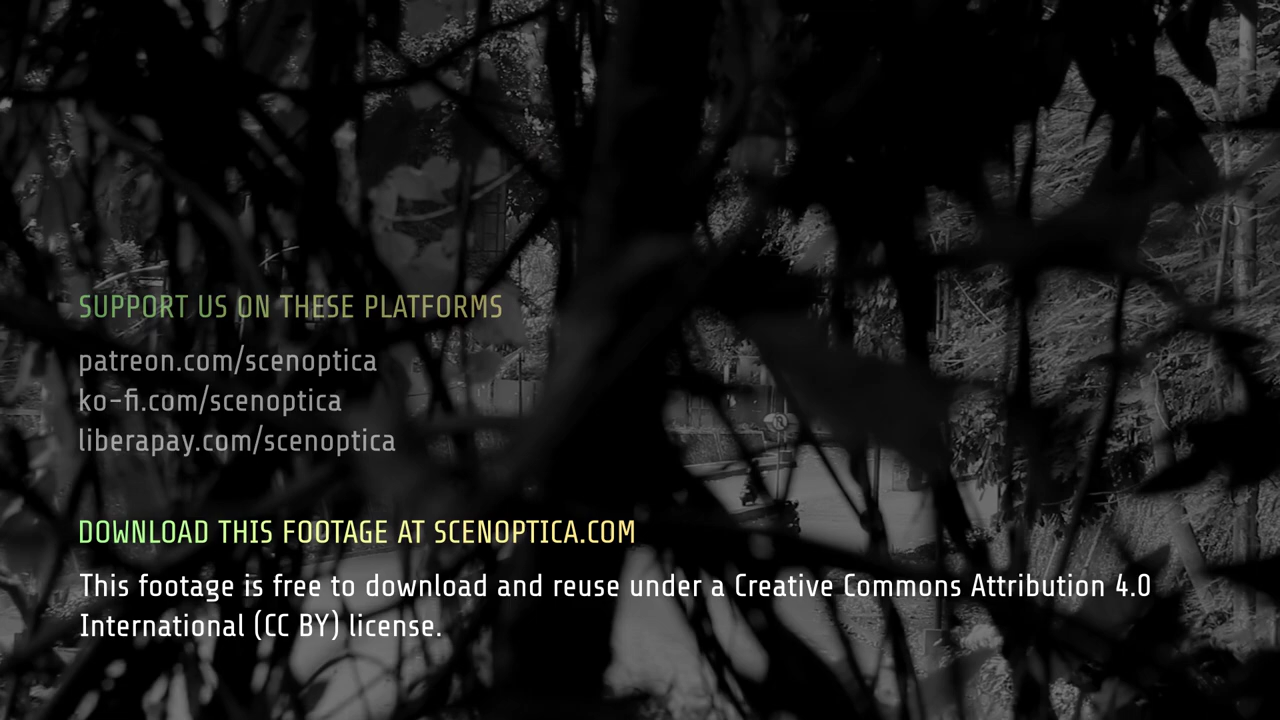 SUPPORT US ON THESE PLATFORMS
patreon.com/scenoptica
ko-fi.com/scenoptica
liberapay.com/scenoptica
DOWNLOAD THIS FOOTAGE AT SCENOPTICA.COM
This footage is free to download and reuse under a Creative Commons Attribution 4.0
International (CC BY) license.